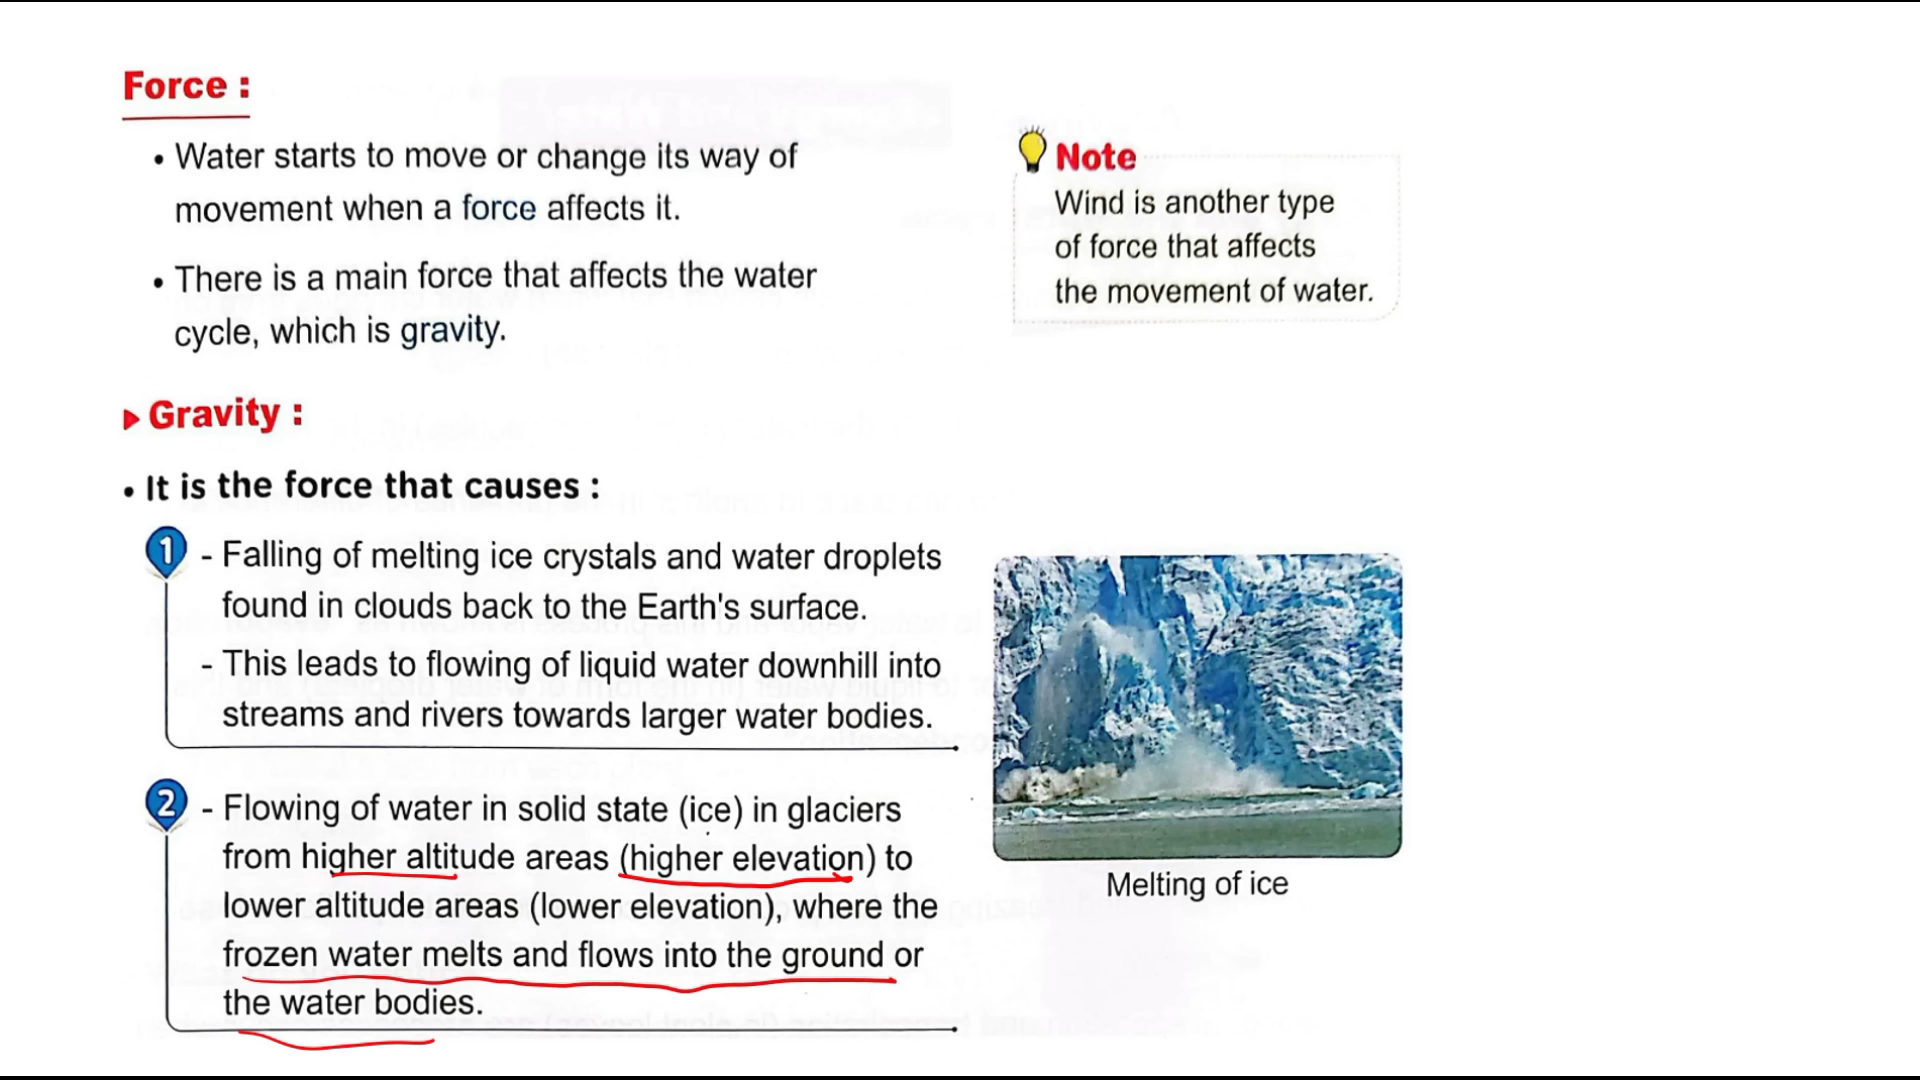 Force :
• Water starts to move or change its way of
movement when a force affects it.
• There is a main force that affects the water
cycle, which is gravity.
Note
Wind is another type
of force that affects
the movement of water.
Gravity :
• It is the force that causes :
1 - Falling of melting ice crystals and water droplets
found in clouds back to the Earth's surface.
- This leads to flowing of liquid water downhill into
streams and rivers towards larger water bodies.
2 - Flowing of water in solid state (ice) in glaciers
from higher altitude areas (higher elevation) to
lower altitude areas (lower elevation), where the
frozen water melts and flows into the ground or
the water bodies.
Melting of ice